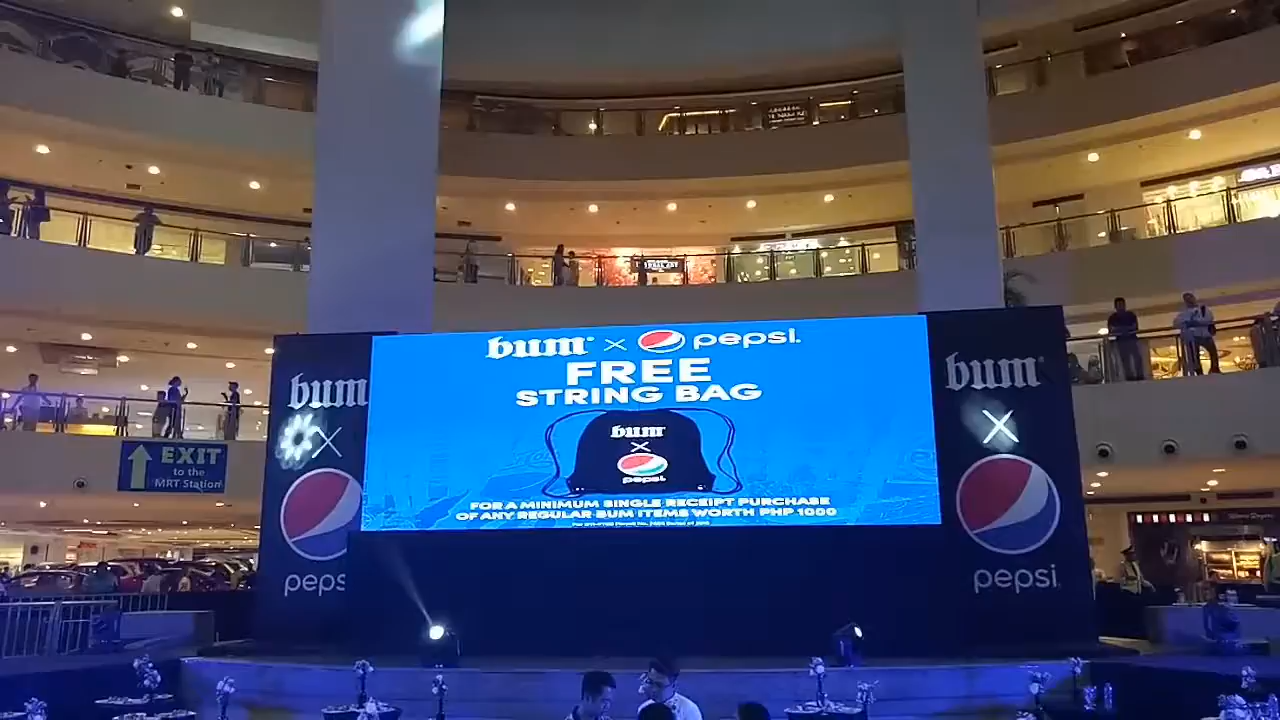 bum x pepsi.
FREE
STRING BAG
bum
x
pepsi.
FOR A MINIMUM SINGLE RECEIPT PURCHASE
OF ANY REGULAR BUM ITEMS WORTH PHP 1000
bum
X
peps
bum
X
pepsi
EXIT
to the
MRT Station